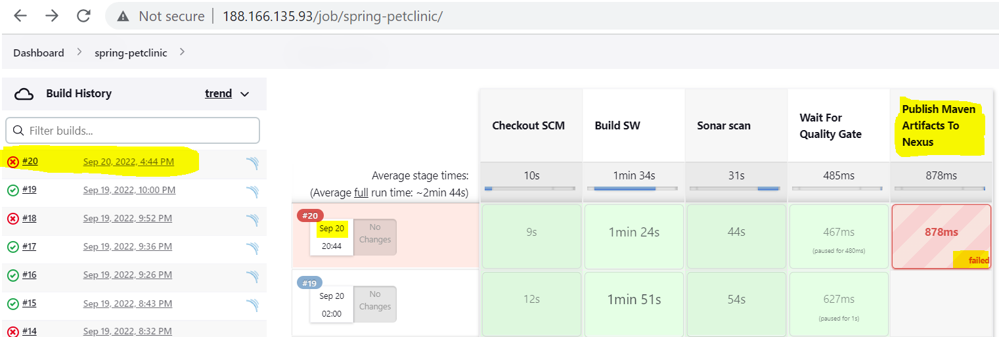 Not secure | 188.166.135.93/job/spring-petclinic/
Dashboard > spring-petclinic >
Build History trend
Filter builds...
#20 Sep 20, 2022, 4:44 PM
#19 Sep 19, 2022, 10:00 PM
#18 Sep 19, 2022, 9:52 PM
#17 Sep 19, 2022, 9:36 PM
#16 Sep 19, 2022, 9:26 PM
#15 Sep 19, 2022, 8:43 PM
#14 Sep 19, 2022, 8:32 PM
Checkout SCM
Build SW
Sonar scan
Wait For
Quality Gate
Publish Maven
Artifacts To
Nexus
Average stage times:
(Average full run time: ~2min 44s)
10s
1min 34s
31s
485ms
878ms
#20
Sep 20
20:44
No
Changes
9s
1min 24s
44s
467ms
(paused for 480ms)
878ms
failed
#19
Sep 20
02:00
No
Changes
12s
1min 51s
54s
627ms
(paused for 1s)